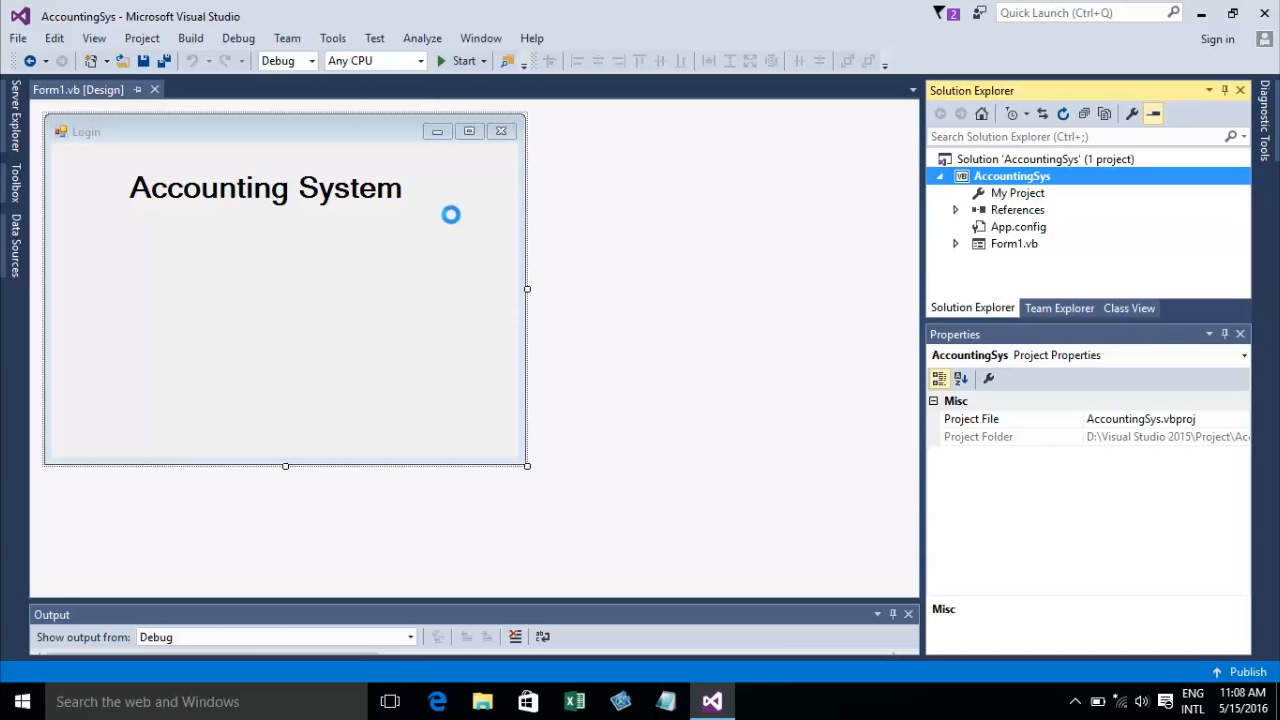 AccountingSys - Microsoft Visual Studio
2
Quick Launch (Ctrl+Q)
File Edit View Project Build Debug Team Tools Test Analyze Window Help
Sign in
Debug Any CPU Start
Server Explorer
Toolbox
Data Sources
Form1.vb [Design]
Login
Accounting System
Solution Explorer
Search Solution Explorer (Ctrl+;)
Solution 'AccountingSys' (1 project)
VB AccountingSys
My Project
References
App.config
Form1.vb
Solution Explorer Team Explorer Class View
Properties
AccountingSys Project Properties
Misc
Project File AccountingSys.vbproj
Project Folder D:\Visual Studio 2015\Project\Ac
Misc
Diagnostic Tools
Output
Show output from: Debug
Publish
Search the web and Windows
ENG
INTL
11:08 AM
5/15/2016